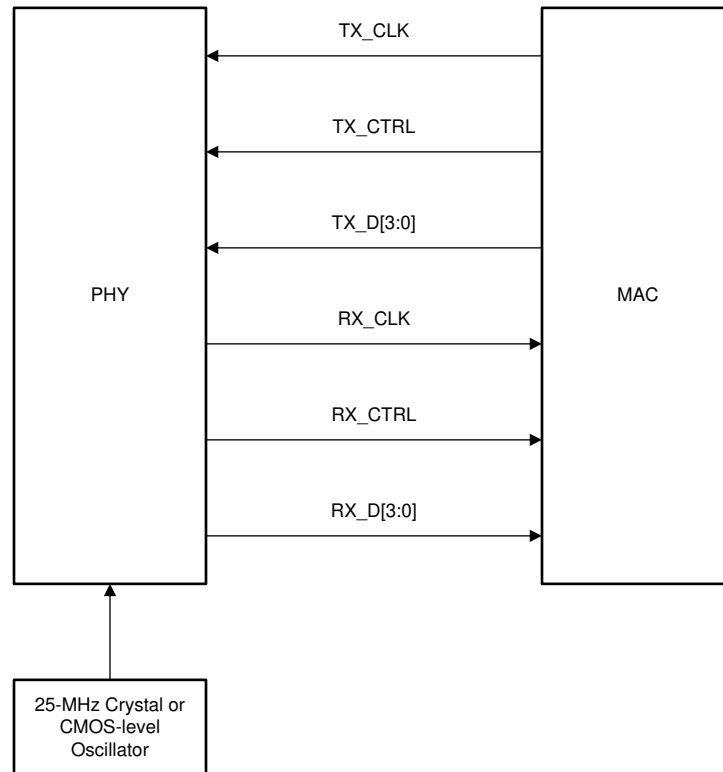 TX_CLK
TX_CTRL
TX_D[3:0]
PHY
MAC
RX_CLK
RX_CTRL
RX_D[3:0]
25-MHz Crystal or
CMOS-level
Oscillator